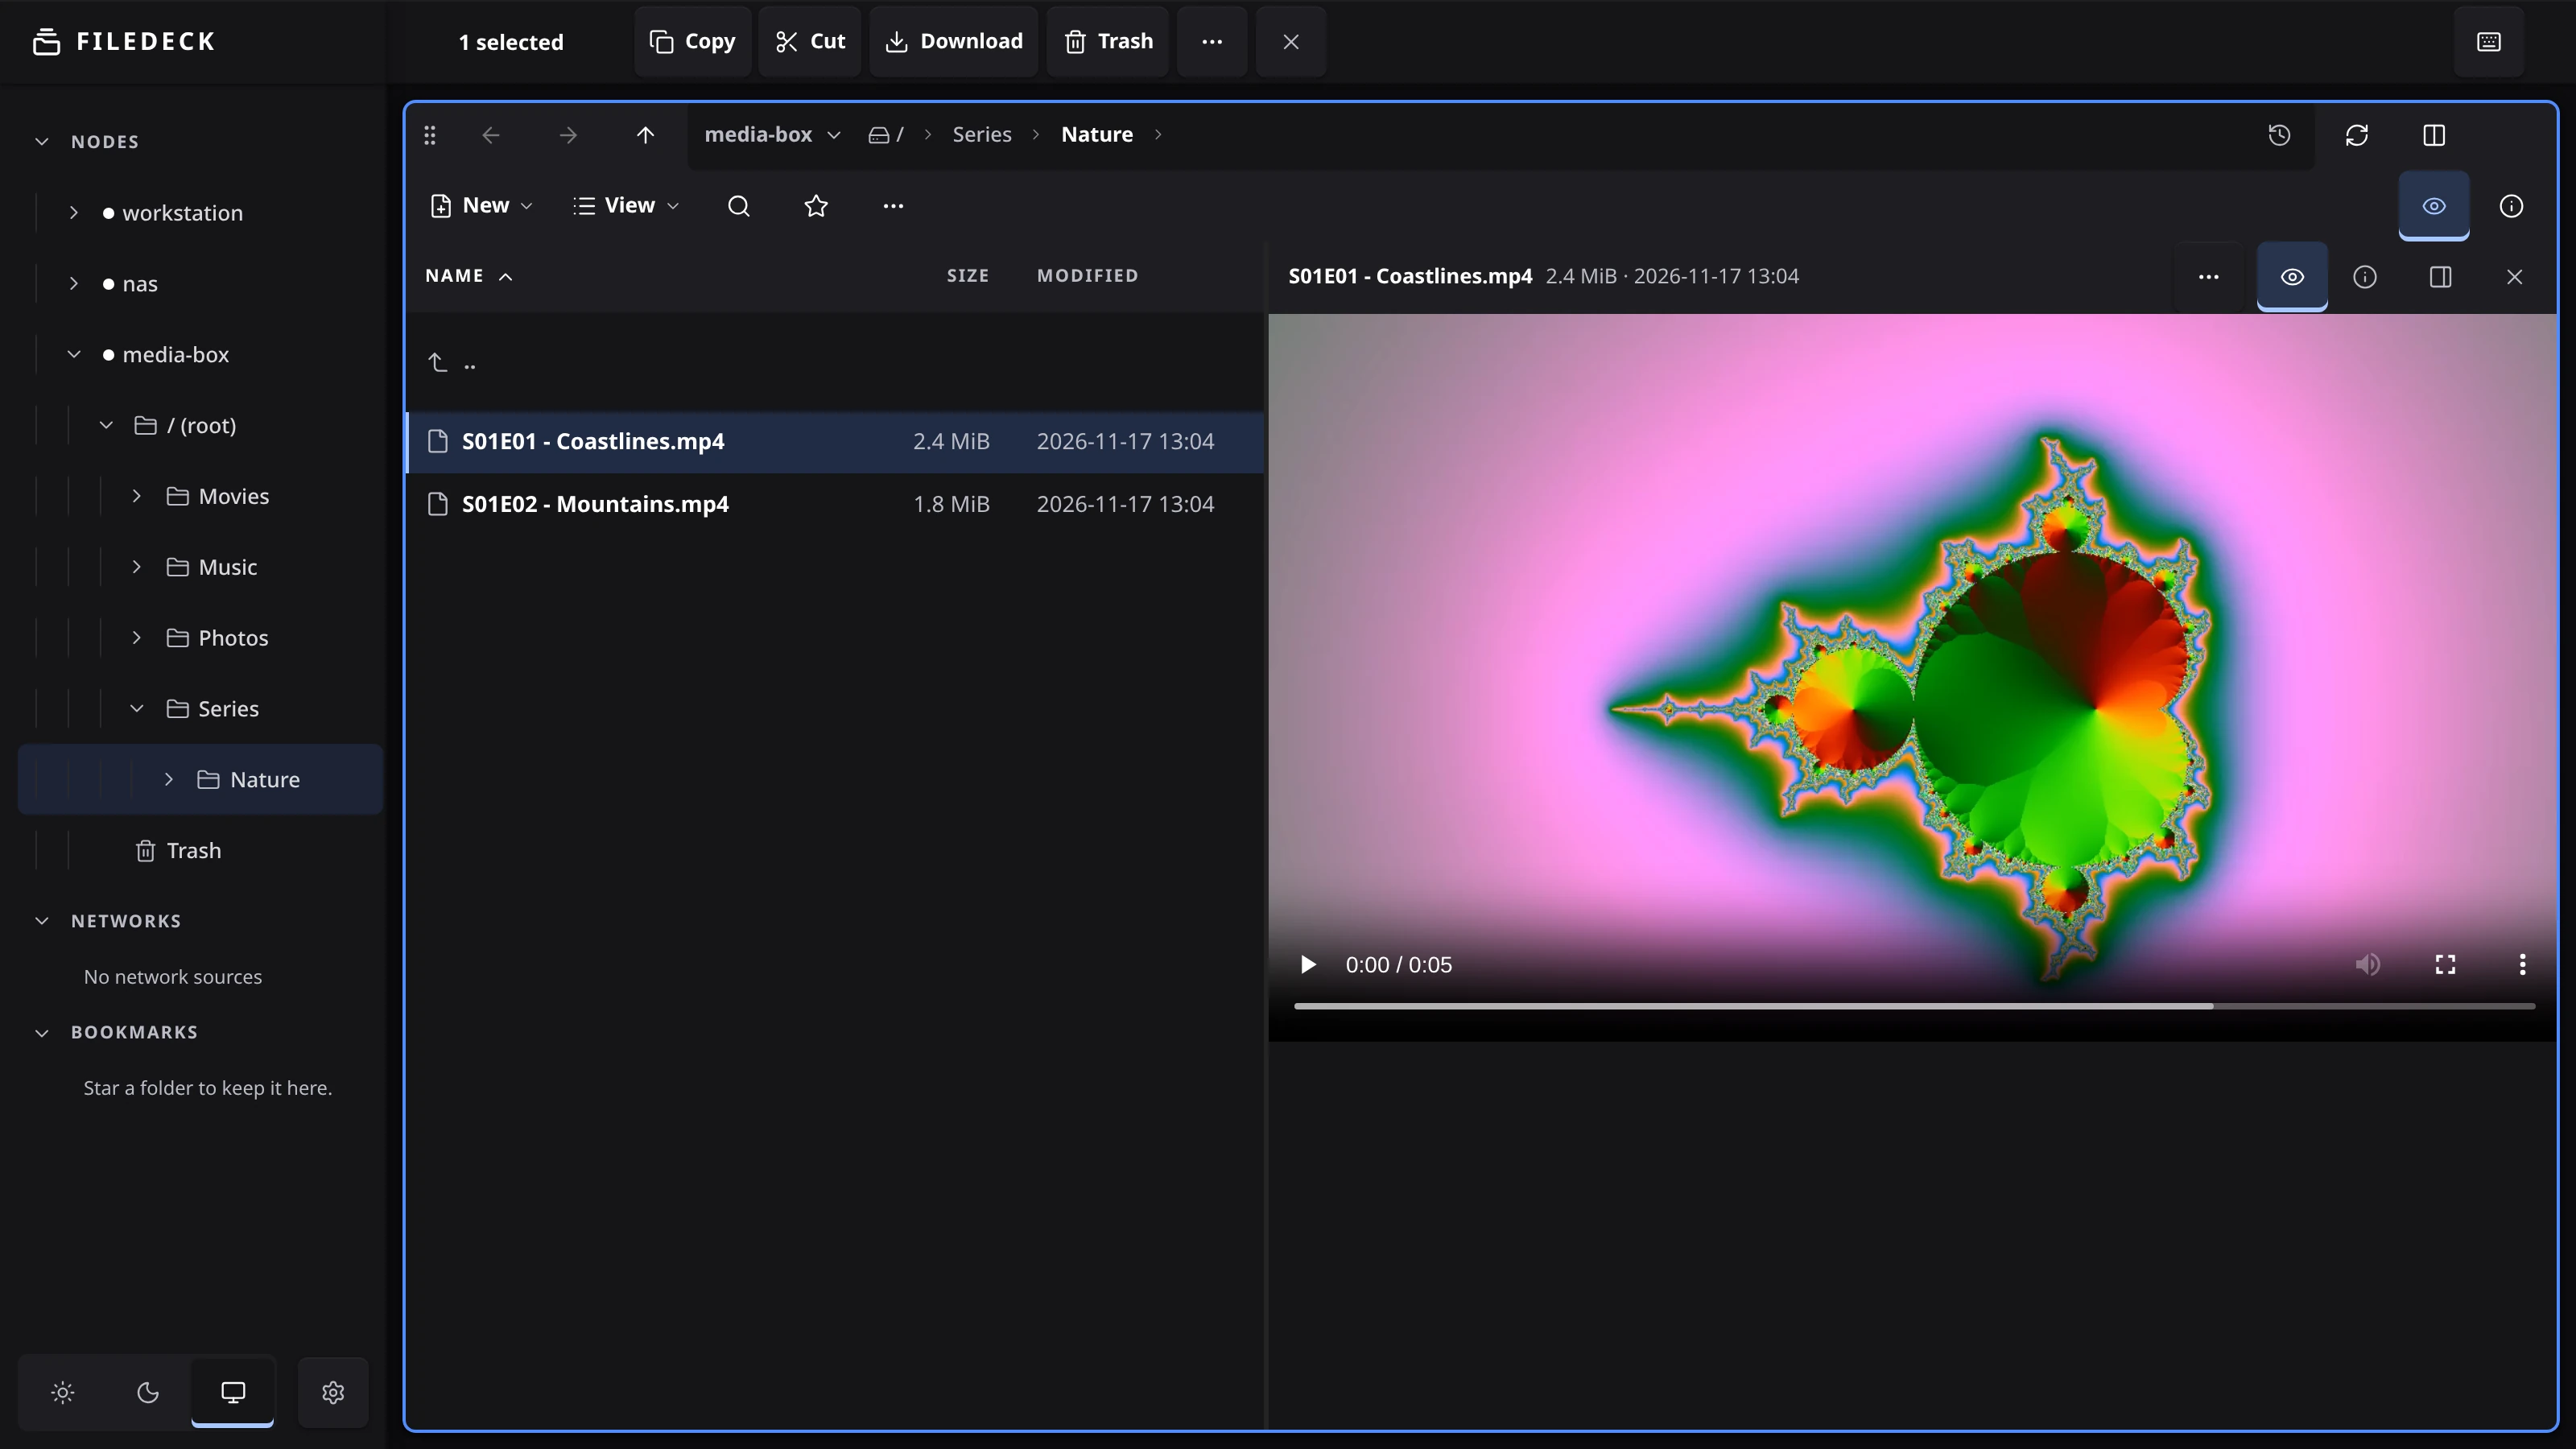 FILEDECK
1 selected
Copy
Cut
Download
Trash
NODES
workstation
nas
media-box
/ (root)
Movies
Music
Photos
Series
Nature
Trash
NETWORKS
No network sources
BOOKMARKS
Star a folder to keep it here.
media-box / Series Nature
New View
NAME SIZE MODIFIED
..
S01E01 - Coastlines.mp4 2.4 MiB 2026-11-17 13:04
S01E02 - Mountains.mp4 1.8 MiB 2026-11-17 13:04
S01E01 - Coastlines.mp4 2.4 MiB · 2026-11-17 13:04
0:00 / 0:05